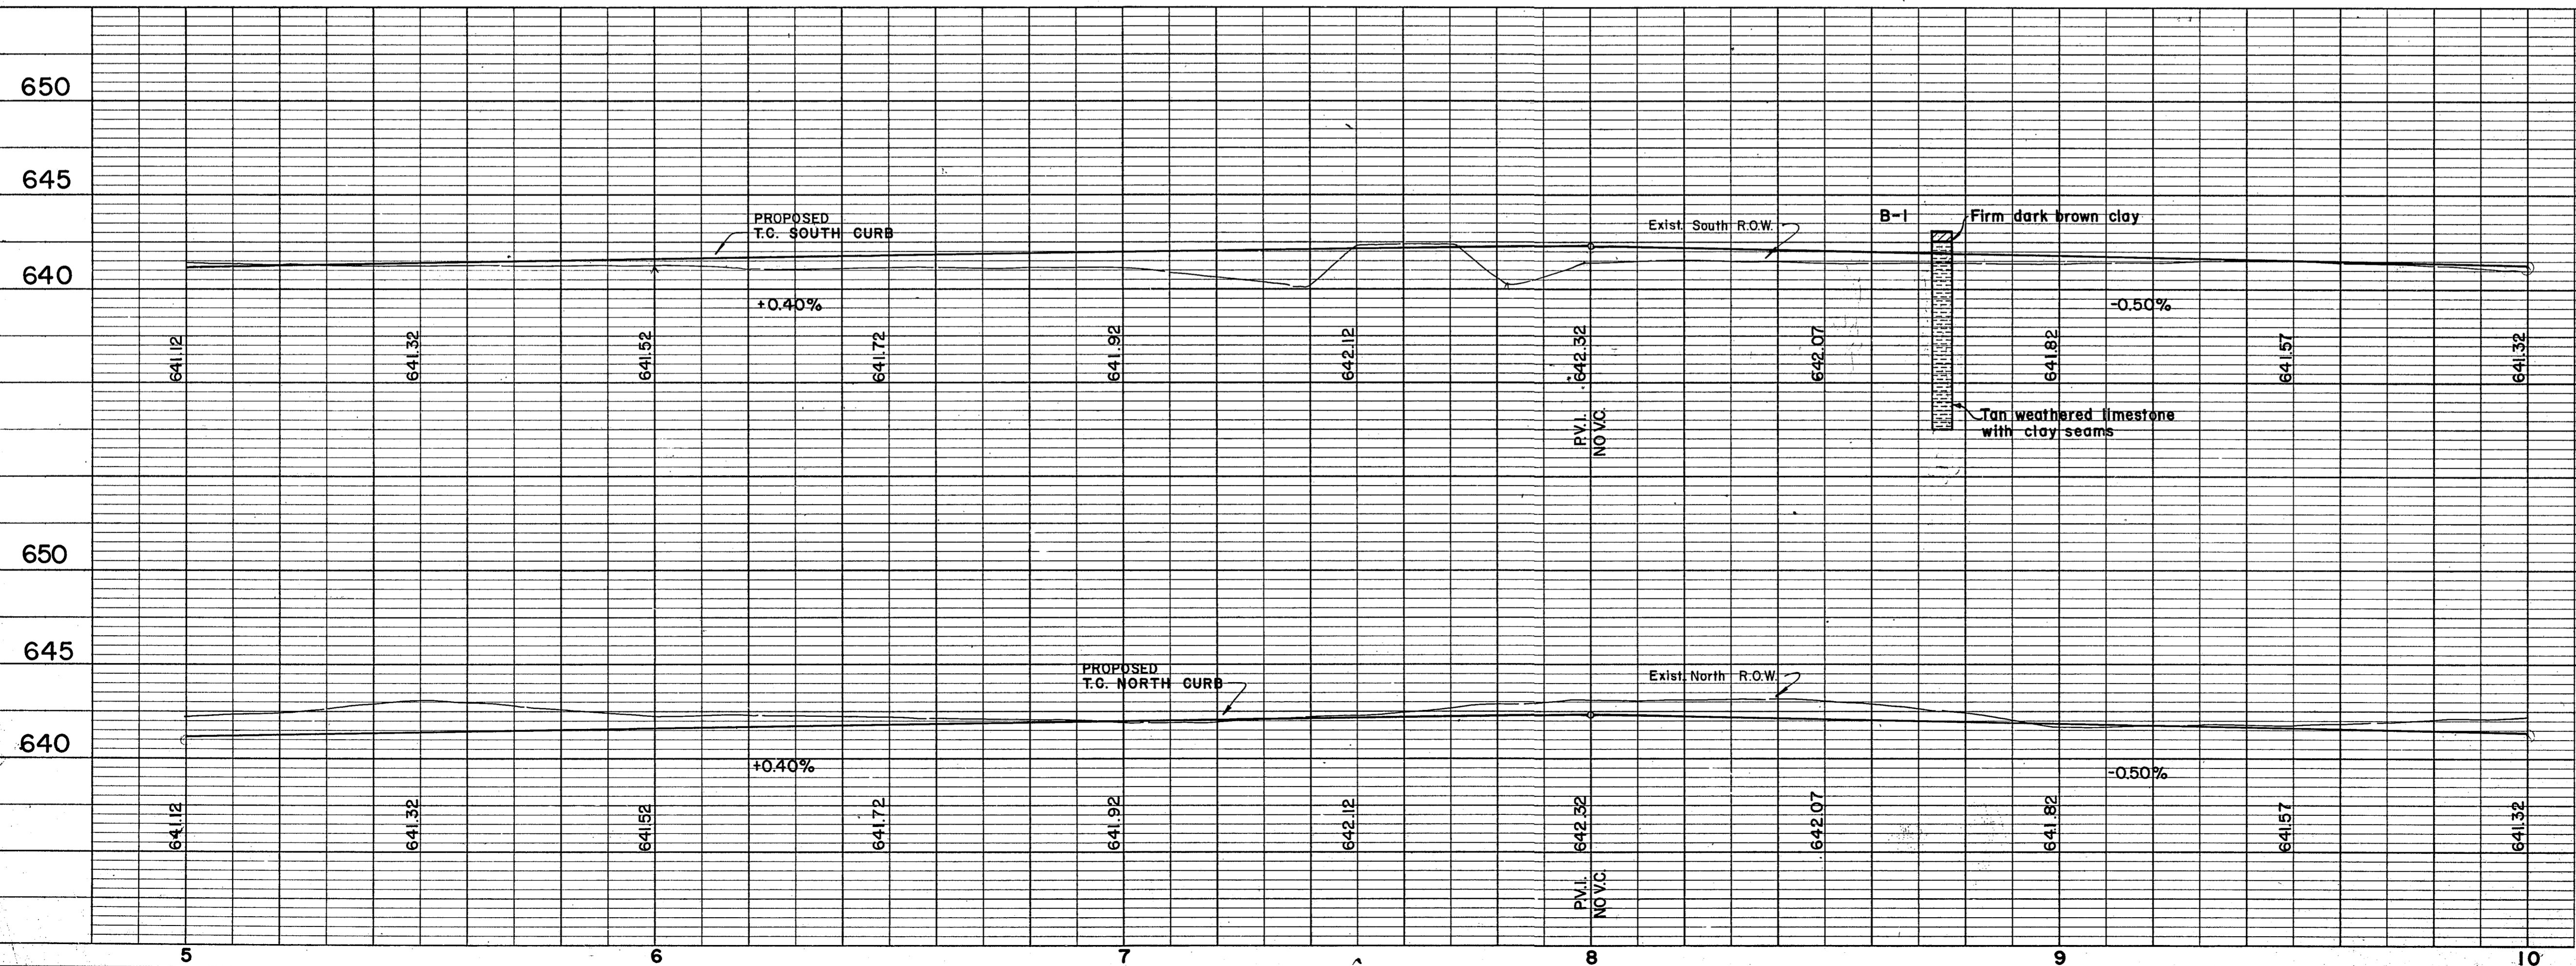 650
645
PROPOSED
T.C. SOUTH CURB
Exist. South R.O.W.
B-1
Firm dark brown clay
640
+0.40%
-0.50%
641.12
641.32
641.52
641.72
641.92
642.12
642.32
642.07
641.82
641.57
641.32
P.V.I.
NO V.C.
Tan weathered limestone
with clay seams
650
645
PROPOSED
T.C. NORTH CURB
Exist. North R.O.W.
640
+0.40%
-0.50%
641.12
641.32
641.52
641.72
641.92
642.12
642.32
642.07
641.82
641.57
641.32
P.V.I.
NO V.C.
5 6 7 8 9 10